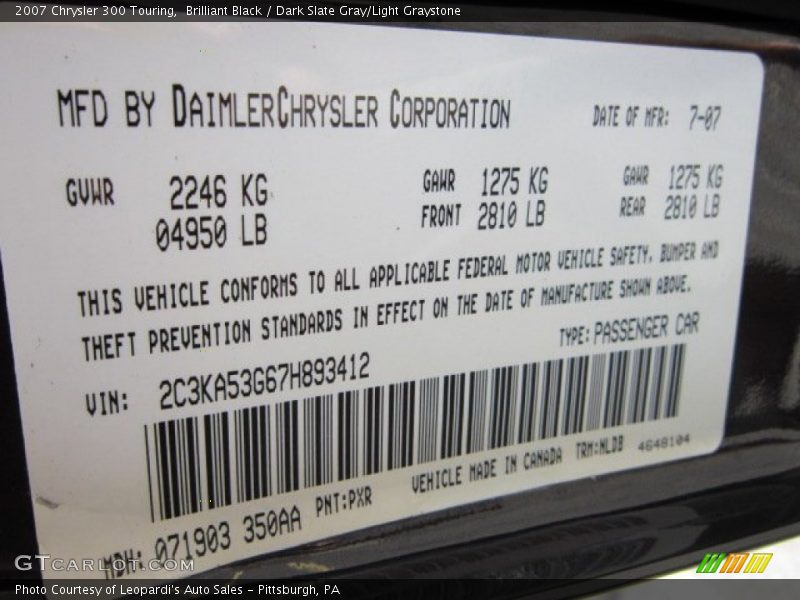 2007 Chrysler 300 Touring, Brilliant Black / Dark Slate Gray/Light Graystone
MFD BY DAIMLERCHRYSLER CORPORATION DATE OF MFR: 7-07
GVWR 2246 KG GAWR 1275 KG GAWR 1275 KG
04950 LB FRONT 2810 LB REAR 2810 LB
THIS VEHICLE CONFORMS TO ALL APPLICABLE FEDERAL MOTOR VEHICLE SAFETY, BUMPER AND
THEFT PREVENTION STANDARDS IN EFFECT ON THE DATE OF MANUFACTURE SHOWN ABOVE.
VIN: 2C3KA53G67H893412 TYPE: PASSENGER CAR
MDH: 071903 350AA PNT:PXR VEHICLE MADE IN CANADA TRM:NLDB 4648104
GTCARLOT.COM
Photo Courtesy of Leopardi's Auto Sales - Pittsburgh, PA